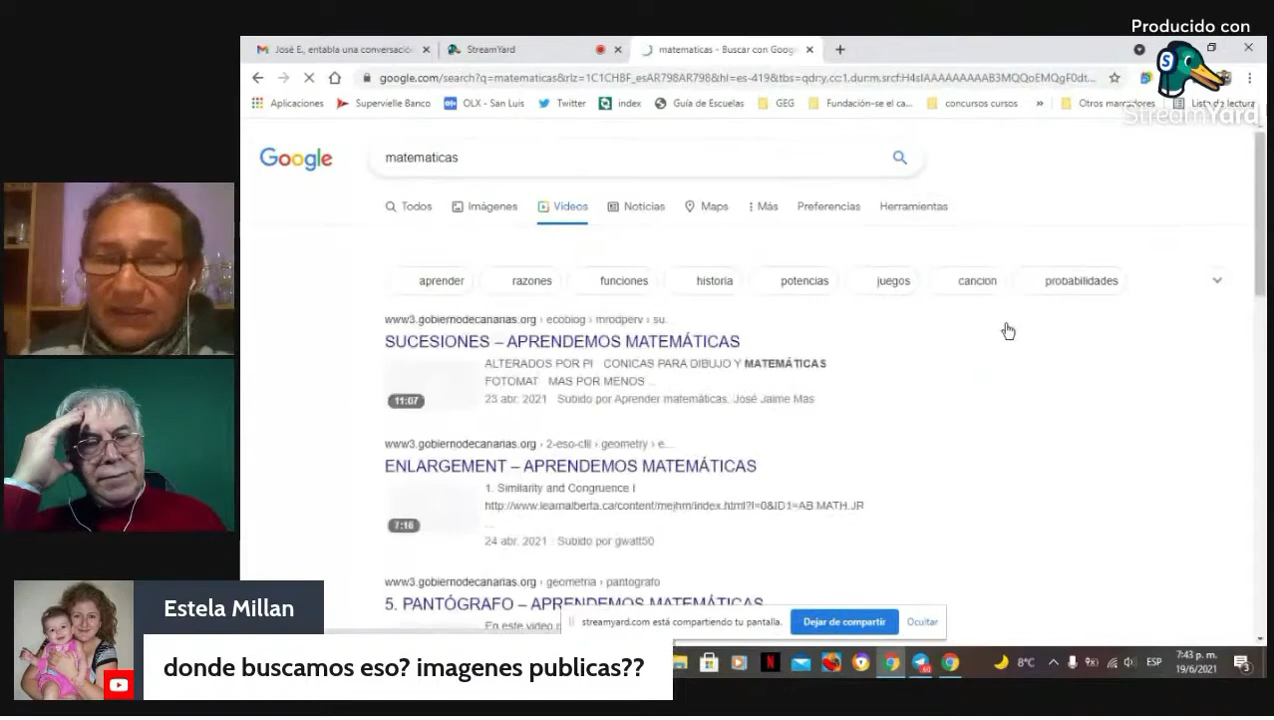 Producido con
StreamYard
José E., entabla una conversació
StreamYard
matematicas - Buscar con Goog
google.com/search?q=matematicas&rlz=1C1CHBF_esAR798AR798&hl=es-419&tbs=qdr:y,cc:1,dur:m,srcf:H4sIAAAAAAAAAB3MQQoEMQgF0dt...
Aplicaciones
Supervielle Banco
OLX - San Luis
Twitter
index
Guía de Escuelas
GEG
Fundación-se el ca...
concursos cursos
»
Otros marcadores
Lista de lectura
Google
matematicas
Todos
Imágenes
Videos
Noticias
Maps
Más
Preferencias
Herramientas
aprender
razones
funciones
historia
potencias
juegos
cancion
probabilidades
www3.gobiernodecanarias.org › ecoblog › mrodperv › su...
SUCESIONES – APRENDEMOS MATEMÁTICAS
ALTERADOS POR PI CONICAS PARA DIBUJO Y MATEMÁTICAS
FOTOMAT MAS POR MENOS ...
11:07
23 abr. 2021 · Subido por Aprender matemáticas. José Jaime Mas
www3.gobiernodecanarias.org › 2-eso-clil › geometry › e...
ENLARGEMENT – APRENDEMOS MATEMÁTICAS
1. Similarity and Congruence I
http://www.learnalberta.ca/content/mejhm/index.html?l=0&ID1=AB.MATH.JR
...
7:16
24 abr. 2021 · Subido por gwatt50
www3.gobiernodecanarias.org › geometria › pantografo
5. PANTÓGRAFO – APRENDEMOS MATEMÁTICAS
En este video
streamyard.com está compartiendo tu pantalla.
Dejar de compartir
Ocultar
Estela Millan
donde buscamos eso? imagenes publicas??
8°C
ESP
7:43 p. m.
19/6/2021
3